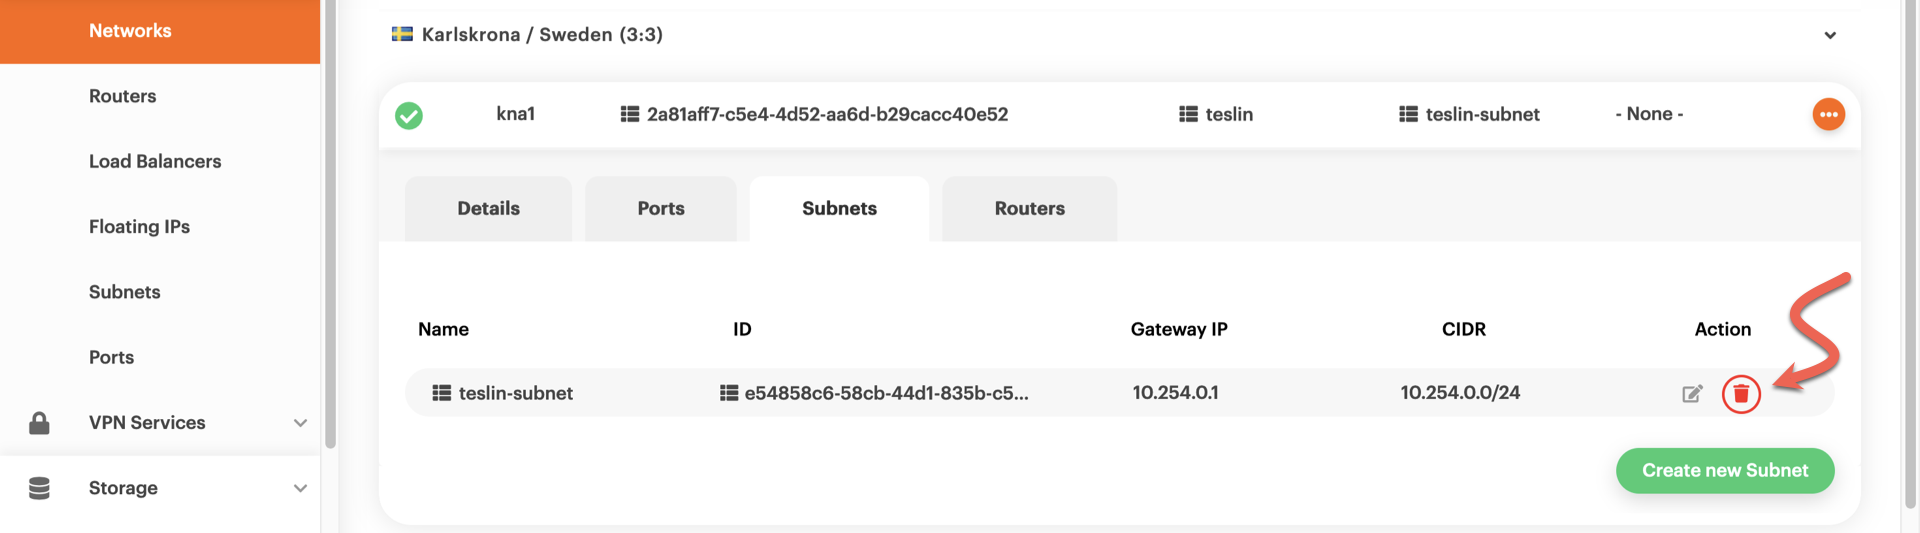 Networks
Routers
Load Balancers
Floating IPs
Subnets
Ports
VPN Services
Storage
Karlskrona / Sweden (3:3)
kna1 2a81aff7-c5e4-4d52-aa6d-b29cacc40e52 teslin teslin-subnet - None -
Details Ports Subnets Routers
Name ID Gateway IP CIDR Action
teslin-subnet e54858c6-58cb-44d1-835b-c5... 10.254.0.1 10.254.0.0/24
Create new Subnet